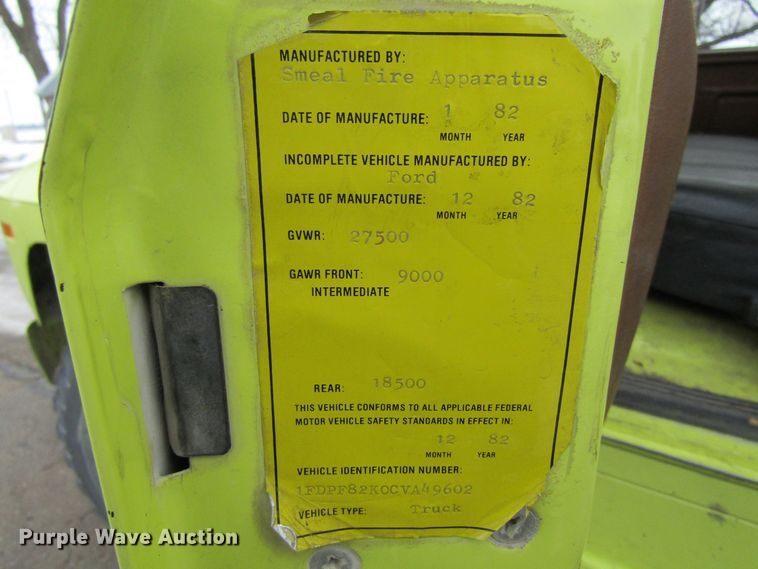 MANUFACTURED BY:
Smeal Fire Apparatus
DATE OF MANUFACTURE: 1 82
MONTH YEAR
INCOMPLETE VEHICLE MANUFACTURED BY:
Ford
DATE OF MANUFACTURE: 12 82
MONTH YEAR
GVWR: 27500
GAWR FRONT: 9000
INTERMEDIATE
REAR: 18500
THIS VEHICLE CONFORMS TO ALL APPLICABLE FEDERAL
MOTOR VEHICLE SAFETY STANDARDS IN EFFECT IN:
12 82
MONTH YEAR
VEHICLE IDENTIFICATION NUMBER:
1FDPF82K0CVA49602
VEHICLE TYPE: Truck
Purple Wave Auction